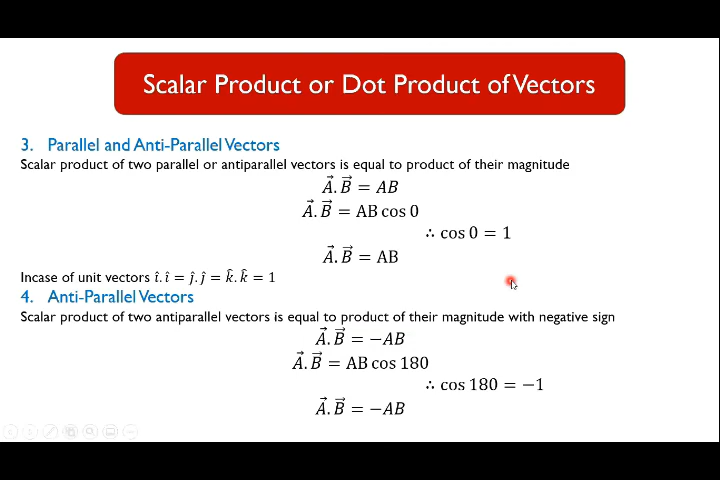 Scalar Product or Dot Product of Vectors
3. Parallel and Anti-Parallel Vectors
Scalar product of two parallel or antiparallel vectors is equal to product of their magnitude
A⃗. B⃗ = AB
A⃗. B⃗ = AB cos 0
∴ cos 0 = 1
A⃗. B⃗ = AB
Incase of unit vectors î. î = ĵ. ĵ = k̂. k̂ = 1
4. Anti-Parallel Vectors
Scalar product of two antiparallel vectors is equal to product of their magnitude with negative sign
A⃗. B⃗ = −AB
A⃗. B⃗ = AB cos 180
∴ cos 180 = −1
A⃗. B⃗ = −AB